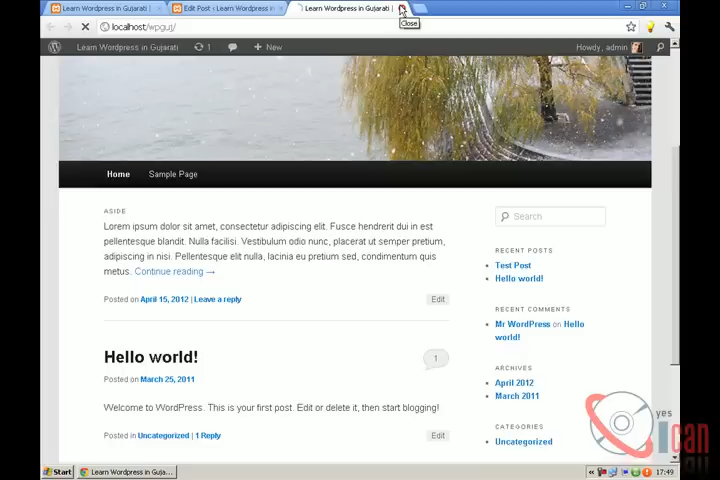 Learn Wordpress in Gujarati |
Edit Post ‹ Learn Wordpress in
Learn Wordpress in Gujarati |
Close
localhost/wpguj/
Learn Wordpress in Gujarati
1
+ New
Howdy, admin
Home
Sample Page
ASIDE
Lorem ipsum dolor sit amet, consectetur adipiscing elit. Fusce hendrerit dui in est
pellentesque blandit. Nulla facilisi. Vestibulum odio nunc, placerat ut semper pretium,
adipiscing in nisi. Pellentesque elit nulla, lacinia eu pretium sed, condimentum quis
metus. Continue reading →
Posted on April 15, 2012 | Leave a reply
Edit
Hello world!
1
Posted on March 25, 2011
Welcome to WordPress. This is your first post. Edit or delete it, then start blogging!
Posted in Uncategorized | 1 Reply
Edit
Search
RECENT POSTS
Test Post
Hello world!
RECENT COMMENTS
Mr WordPress on Hello
world!
ARCHIVES
April 2012
March 2011
CATEGORIES
Uncategorized
yes
ican
Start
Learn Wordpress in Guja...
17:49